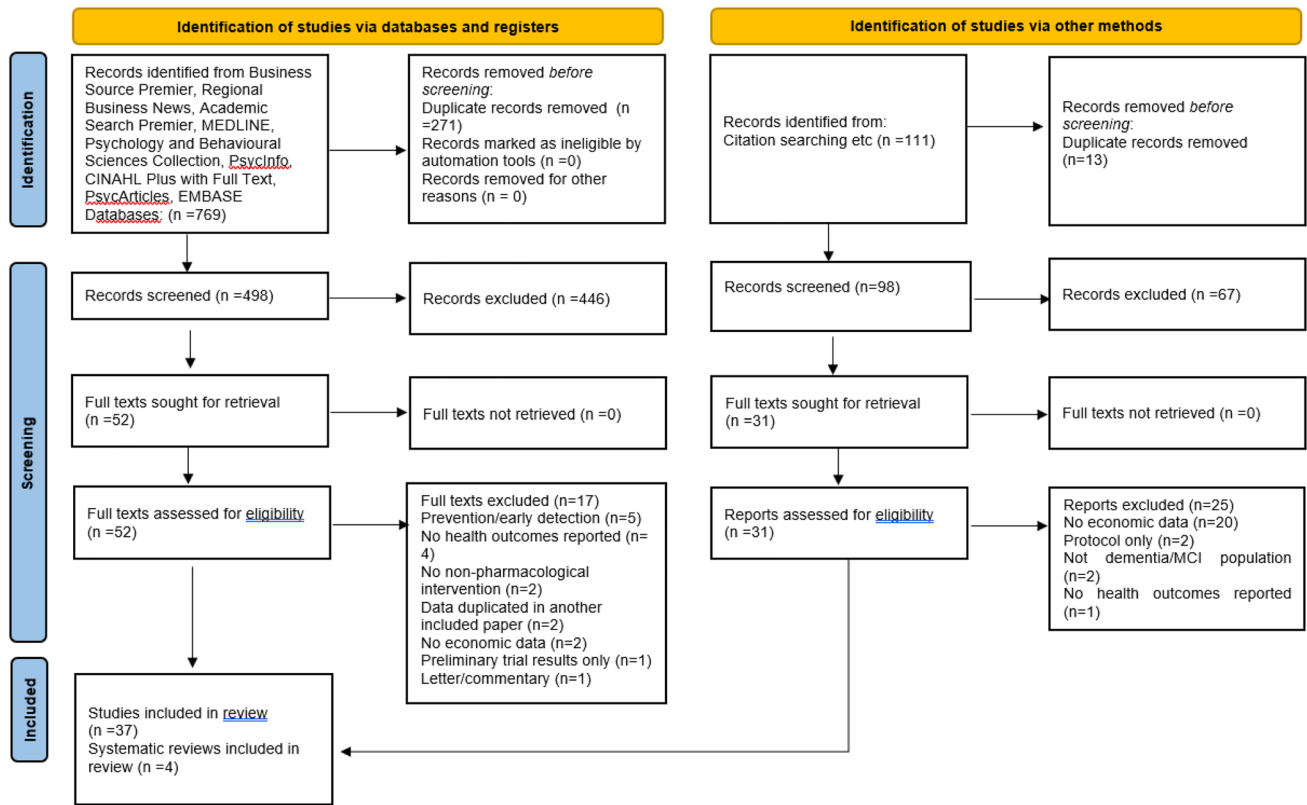 Identification of studies via databases and registers
Identification of studies via other methods
Identification
Records identified from Business
Source Premier, Regional
Business News, Academic
Search Premier, MEDLINE,
Psychology and Behavioural
Sciences Collection, PsycInfo,
CINAHL Plus with Full Text,
PsycArticles, EMBASE
Databases: (n =769)
Records removed before
screening:
Duplicate records removed (n
=271)
Records marked as ineligible by
automation tools (n =0)
Records removed for other
reasons (n = 0)
Records identified from:
Citation searching etc (n =111)
Records removed before
screening:
Duplicate records removed
(n=13)
Screening
Records screened (n =498)
Records excluded (n =446)
Records screened (n=98)
Records excluded (n =67)
Full texts sought for retrieval
(n =52)
Full texts not retrieved (n =0)
Full texts sought for retrieval
(n =31)
Full texts not retrieved (n =0)
Full texts assessed for eligibility
(n =52)
Full texts excluded (n=17)
Prevention/early detection (n=5)
No health outcomes reported (n=
4)
No non-pharmacological
intervention (n=2)
Data duplicated in another
included paper (n=2)
No economic data (n=2)
Preliminary trial results only (n=1)
Letter/commentary (n=1)
Reports assessed for eligibility
(n =31)
Reports excluded (n=25)
No economic data (n=20)
Protocol only (n=2)
Not dementia/MCI population
(n=2)
No health outcomes reported
(n=1)
Included
Studies included in review
(n =37)
Systematic reviews included in
review (n =4)